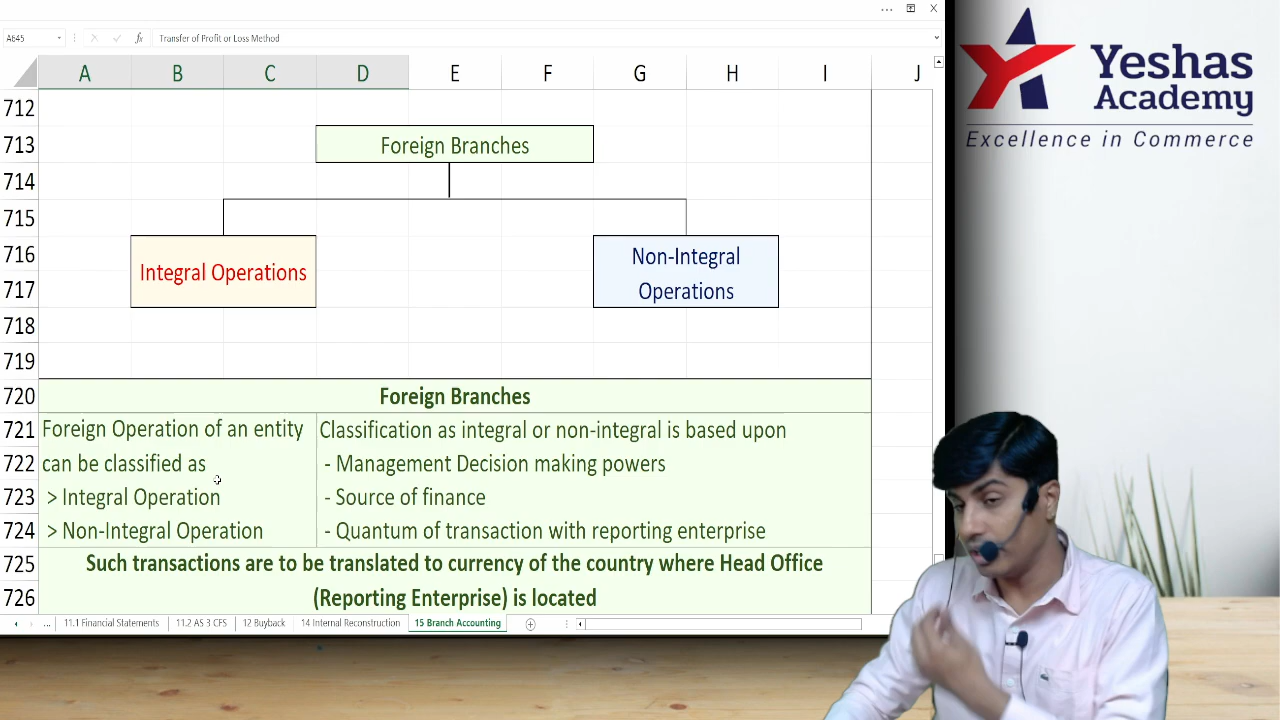 A645
fx
Transfer of Profit or Loss Method
A B C D E F G H I J
712
713
714
715
716
717
718
719
720
721
722
723
724
725
726
Foreign Branches
Integral Operations
Non-Integral
Operations
Foreign Branches
Foreign Operation of an entity
can be classified as
> Integral Operation
> Non-Integral Operation
Classification as integral or non-integral is based upon
- Management Decision making powers
- Source of finance
- Quantum of transaction with reporting enterprise
Such transactions are to be translated to currency of the country where Head Office
(Reporting Enterprise) is located
... 11.1 Financial Statements 11.2 AS 3 CFS 12 Buyback 14 Internal Reconstruction 15 Branch Accounting
Yeshas
Academy
Excellence in Commerce